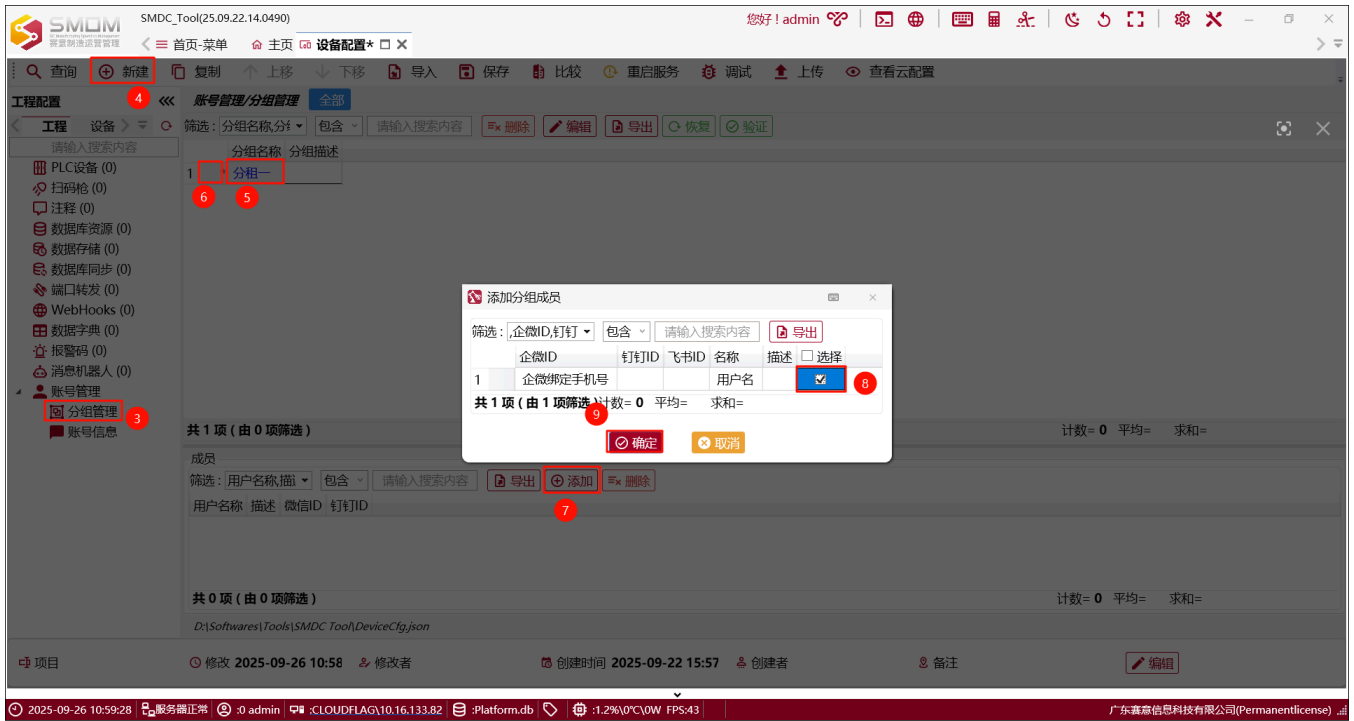 SMOM
赛意制造运营管理
SMDC_Tool(25.09.22.14.0490)
您好！admin
首页-菜单 主页 设备配置*
查询 新建 复制 上移 下移 导入 保存 比较 重启服务 调试 上传 查看云配置
4
工程配置
账号管理/分组管理 全部
工程 设备
筛选： 分组名称,分 包含 请输入搜索内容 删除 编辑 导出 恢复 验证
请输入搜索内容
分组名称 分组描述
1 * 分租一
6 5
PLC设备 (0)
扫码枪 (0)
注释 (0)
数据库资源 (0)
数据存储 (0)
数据库同步 (0)
端口转发 (0)
WebHooks (0)
数据字典 (0)
报警码 (0)
消息机器人 (0)
账号管理
分组管理
3
账号信息
添加分组成员
筛选： ,企微ID,钉钉 包含 请输入搜索内容 导出
企微ID 钉钉ID 飞书ID 名称 描述 选择
1 企微绑定手机号 用户名
8
共 1 项 ( 由 1 项筛选 ) 计数= 0 平均= 求和=
9
确定 取消
共 1 项 ( 由 0 项筛选 ) 计数= 0 平均= 求和=
成员
筛选： 用户名称,描 包含 请输入搜索内容 导出 添加 删除
7
用户名称 描述 微信ID 钉钉ID
共 0 项 ( 由 0 项筛选 ) 计数= 0 平均= 求和=
D:\Softwares\Tools\SMDC Tool\DeviceCfg.json
项目 修改 2025-09-26 10:58 修改者 创建时间 2025-09-22 15:57 创建者 备注 编辑
2025-09-26 10:59:28 服务器正常 :0 admin :CLOUDFLAG\10.16.133.82 :Platform.db :1.2%\0°C\0W FPS:43 广东赛意信息科技有限公司(Permanentlicense)